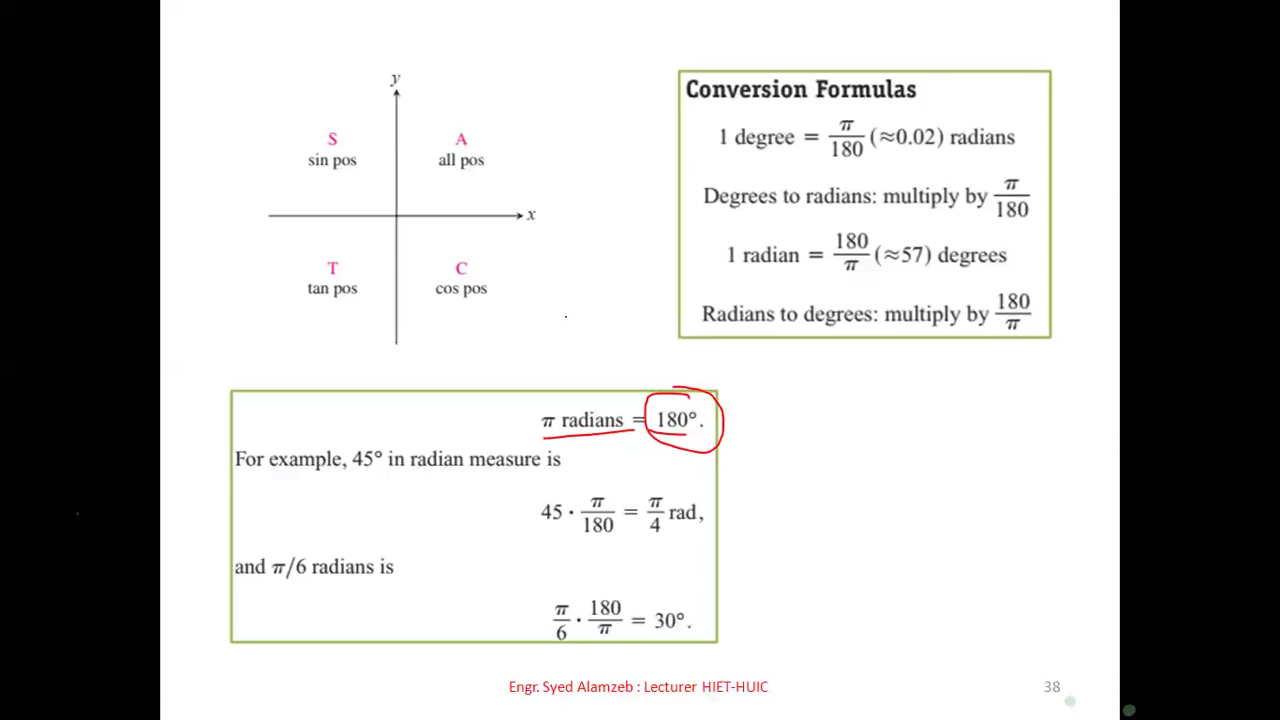 y
S A
sin pos all pos
x
T C
tan pos cos pos
Conversion Formulas
1 degree = π/180 (≈0.02) radians
Degrees to radians: multiply by π/180
1 radian = 180/π (≈57) degrees
Radians to degrees: multiply by 180/π
π radians = 180°.
For example, 45° in radian measure is
45 · π/180 = π/4 rad,
and π/6 radians is
π/6 · 180/π = 30°.
Engr. Syed Alamzeb : Lecturer HIET-HUIC 38